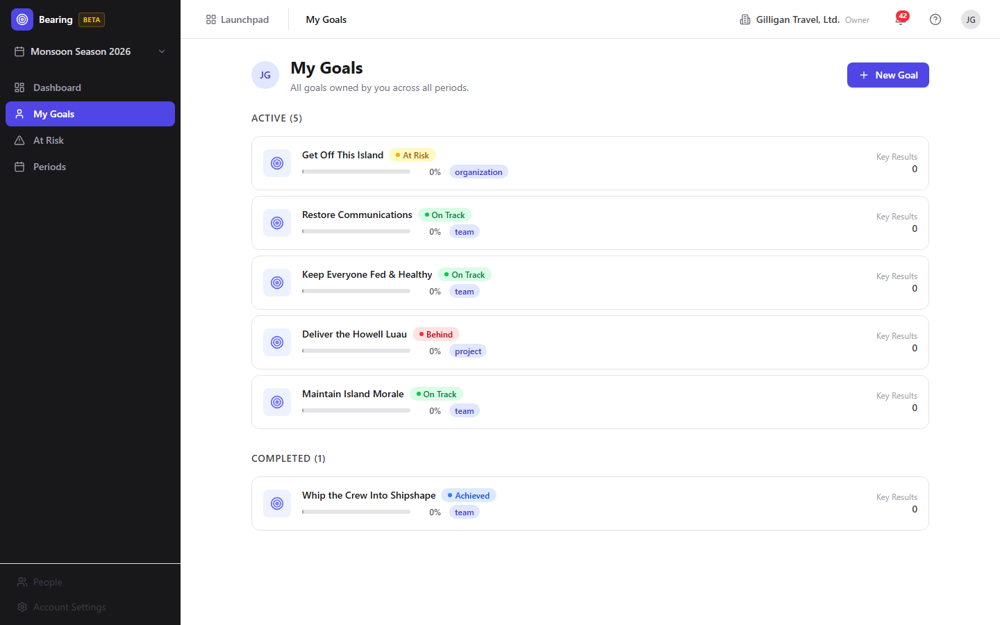 Bearing BETA
Monsoon Season 2026
Dashboard
My Goals
At Risk
Periods
People
Account Settings
Launchpad
My Goals
Gilligan Travel, Ltd. Owner
42
JG
JG
My Goals
All goals owned by you across all periods.
New Goal
ACTIVE (5)
Get Off This Island At Risk
0% organization
Key Results
0
Restore Communications On Track
0% team
Key Results
0
Keep Everyone Fed & Healthy On Track
0% team
Key Results
0
Deliver the Howell Luau Behind
0% project
Key Results
0
Maintain Island Morale On Track
0% team
Key Results
0
COMPLETED (1)
Whip the Crew Into Shipshape Achieved
0% team
Key Results
0